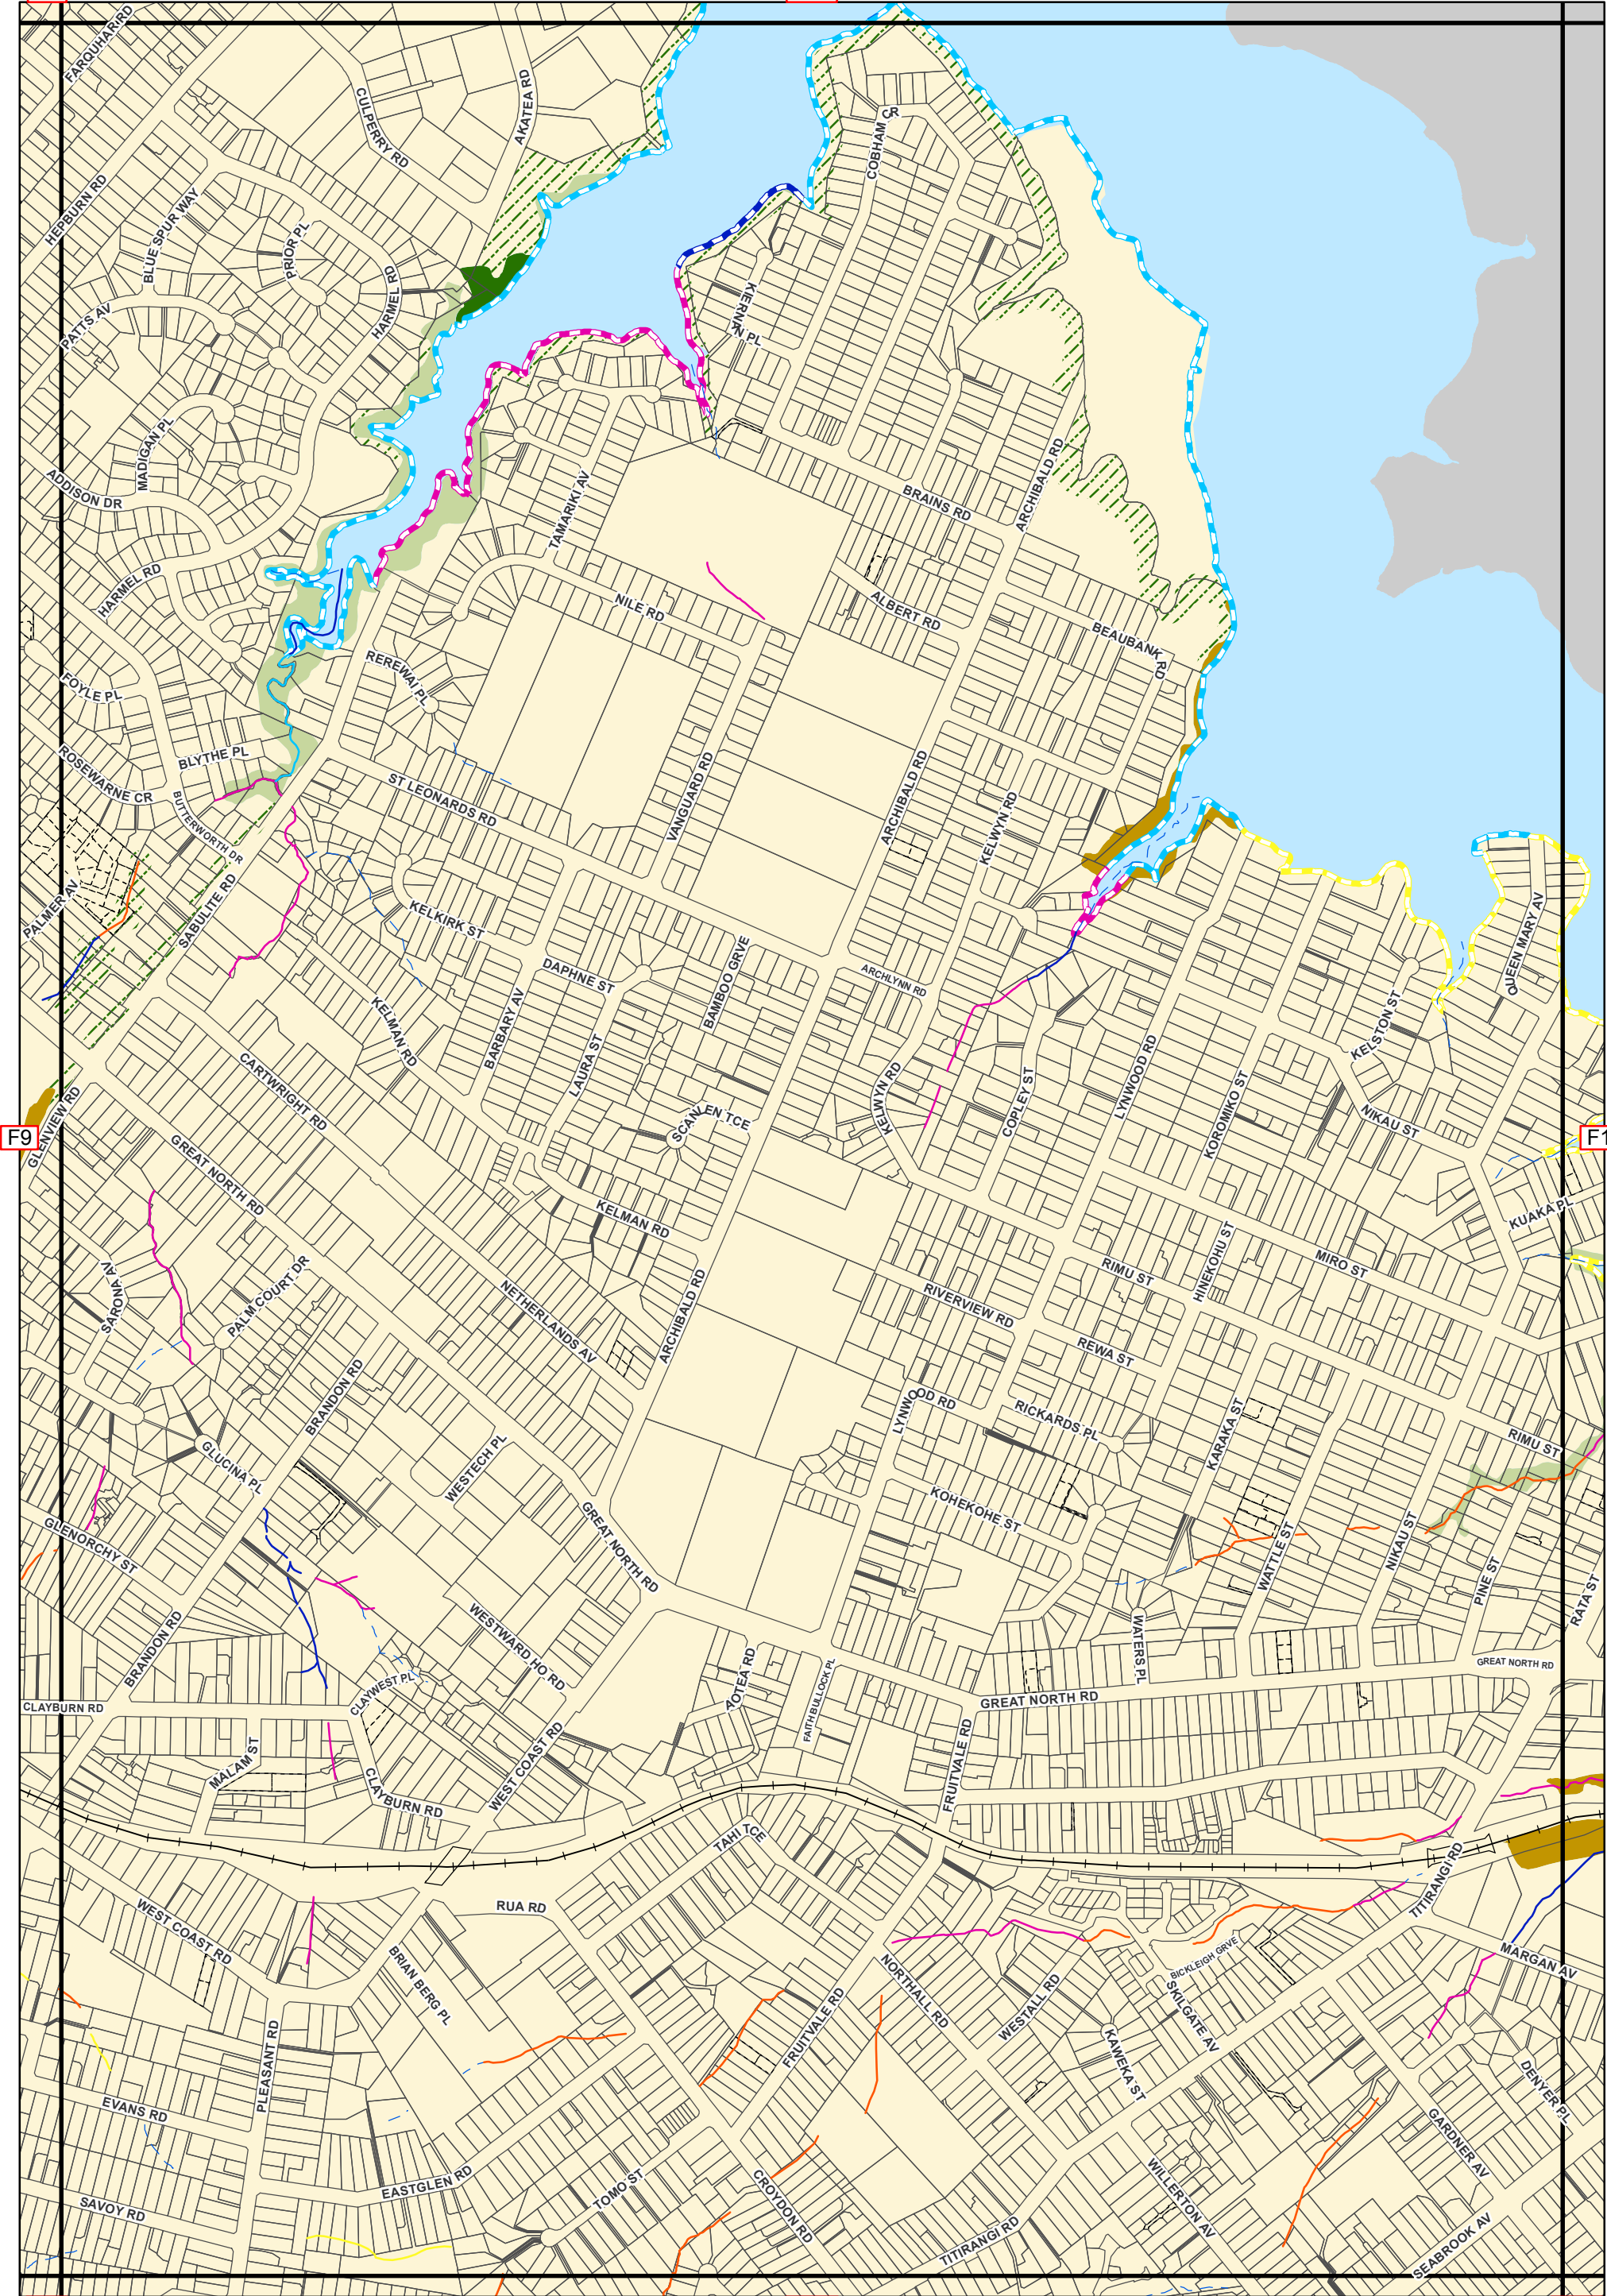 FARQUHAR RD
CULPERRY RD
AKATEA RD
COBHAM CR
HEPBURN RD
BLUE SPUR WAY
PRIOR PL
HARMEL RD
KIERNAN PL
PATTS AV
MADIGAN PL
ADDISON DR
TAMARIKI AV
BRAINS RD
ARCHIBALD RD
HARMEL RD
NILE RD
ALBERT RD
BEAUBANK RD
REREWAI PL
FOYLE PL
BLYTHE PL
ROSEWARNE CR
BUTTERWORTH DR
ST LEONARDS RD
VANGUARD RD
ARCHIBALD RD
KELWYN RD
PALMER AV
SABULITE RD
KELKIRK ST
DAPHNE ST
BAMBOO GRVE
ARCHLYNN RD
QUEEN MARY AV
KELSTON ST
KELMAN RD
BARBARY AV
LAURA ST
CARTWRIGHT RD
SCANLEN TCE
KELWYN RD
COPLEY ST
LYNWOOD RD
KOROMIKO ST
NIKAU ST
F9
F1
GLENVIEW RD
GREAT NORTH RD
KELMAN RD
KUAKA PL
SARONA AV
PALM COURT DR
NETHERLANDS AV
ARCHIBALD RD
RIVERVIEW RD
RIMU ST
HINEKOHU ST
MIRO ST
REWA ST
BRANDON RD
LYNWOOD RD
RICKARDS PL
KARAKA ST
RIMU ST
GLUCINA PL
WESTECH PL
KOHEKOHE ST
GREAT NORTH RD
GLENORCHY ST
WATTLE ST
NIKAU ST
PINE ST
RATA ST
BRANDON RD
WESTWARD HO RD
WATERS PL
AOTEA RD
FAITH BULLOCK PL
GREAT NORTH RD
CLAYBURN RD
CLAYWEST PL
GREAT NORTH RD
MALAM ST
CLAYBURN RD
WEST COAST RD
FRUITVALE RD
TAHI TCE
TITIRANGI RD
WEST COAST RD
RUA RD
BRIAN BERG PL
NORTHALL RD
BICKLEIGH GRVE
MARGAN AV
FRUITVALE RD
WESTALL RD
SKILGATE AV
KAWEKA ST
PLEASANT RD
EVANS RD
DENYER PL
GARDNER AV
SAVOY RD
EASTGLEN RD
TOMO ST
CROYDON RD
WILLERTON AV
TITIRANGI RD
SEABROOK AV